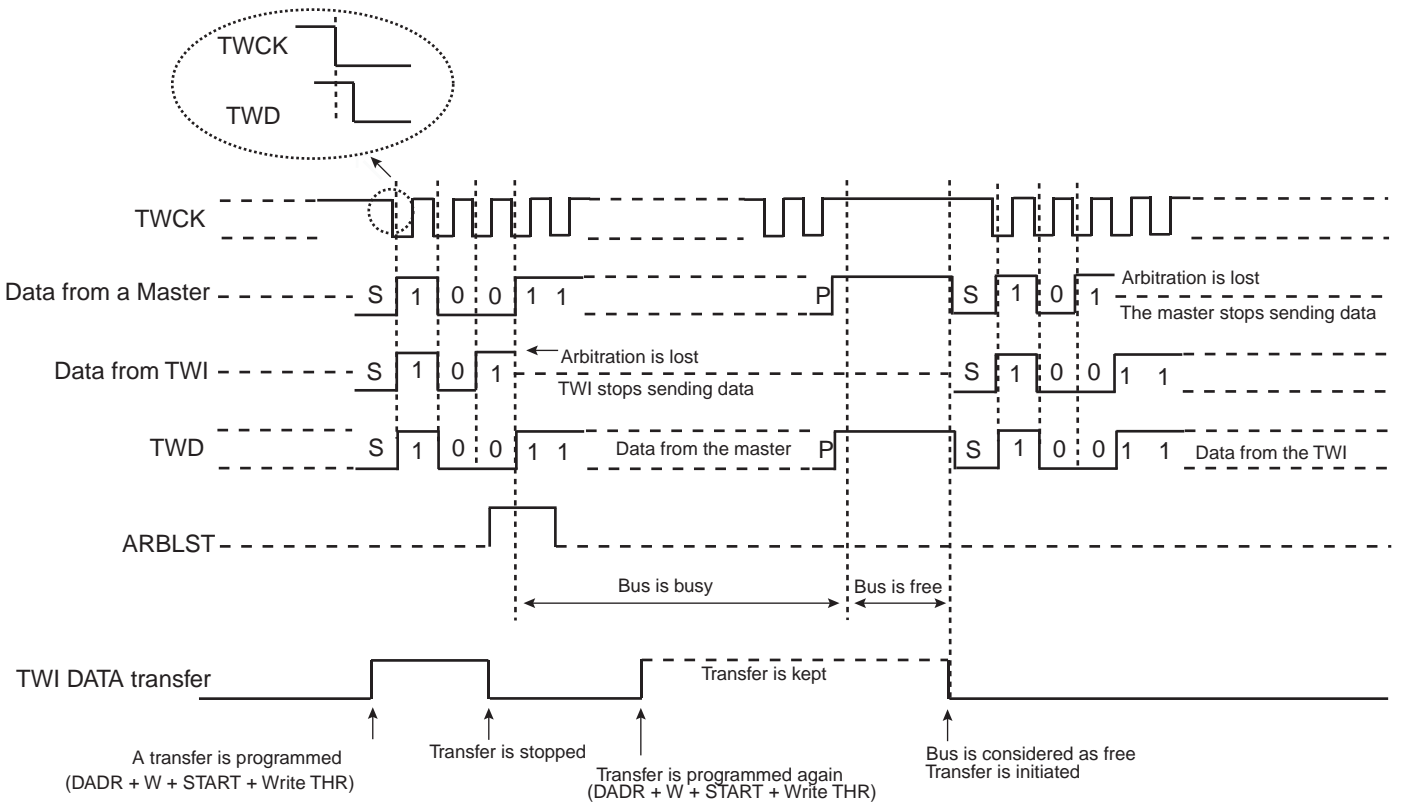 TWCK
TWD
TWCK
Data from a Master S 1 0 0 1 1 P S 1 0 1 Arbitration is lost
The master stops sending data
Data from TWI S 1 0 1 Arbitration is lost S 1 0 0 1 1
TWI stops sending data
TWD S 1 0 0 1 1 Data from the master P S 1 0 0 1 1 Data from the TWI
ARBLST
Bus is busy Bus is free
TWI DATA transfer Transfer is kept
A transfer is programmed
(DADR + W + START + Write THR)
Transfer is stopped
Transfer is programmed again
(DADR + W + START + Write THR)
Bus is considered as free
Transfer is initiated